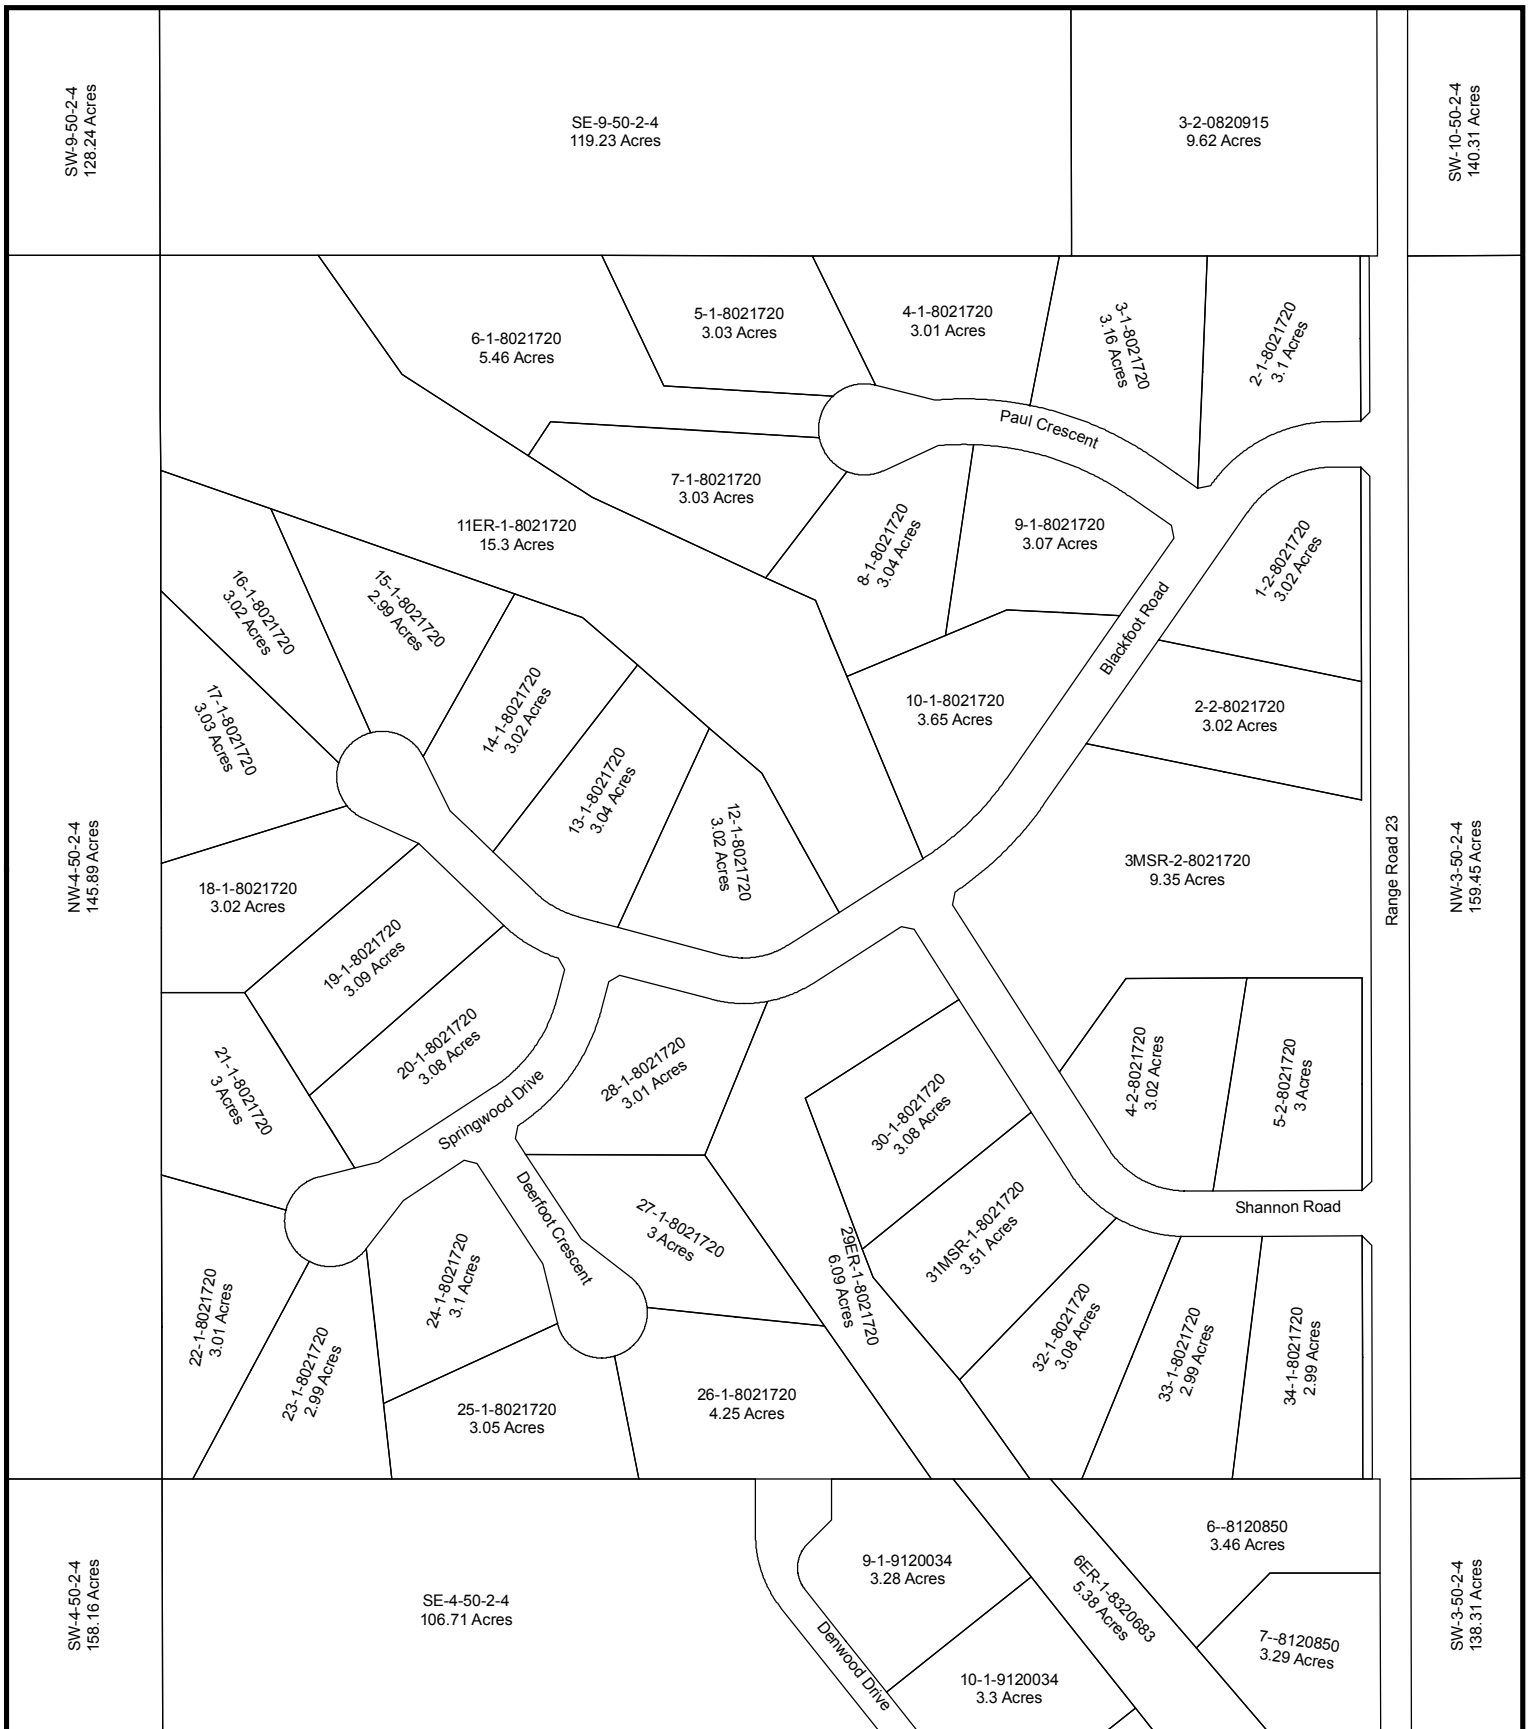 SW-9-50-2-4
128.24 Acres
SE-9-50-2-4
119.23 Acres
3-2-0820915
9.62 Acres
SW-10-50-2-4
140.31 Acres
6-1-8021720
5.46 Acres
5-1-8021720
3.03 Acres
4-1-8021720
3.01 Acres
3-1-8021720
3.16 Acres
2-1-8021720
3.1 Acres
Paul Crescent
7-1-8021720
3.03 Acres
11ER-1-8021720
15.3 Acres
8-1-8021720
3.04 Acres
9-1-8021720
3.07 Acres
1-2-8021720
3.02 Acres
16-1-8021720
3.02 Acres
15-1-8021720
2.99 Acres
Blackfoot Road
17-1-8021720
3.03 Acres
14-1-8021720
3.02 Acres
10-1-8021720
3.65 Acres
2-2-8021720
3.02 Acres
13-1-8021720
3.04 Acres
12-1-8021720
3.02 Acres
NW-4-50-2-4
145.89 Acres
18-1-8021720
3.02 Acres
3MSR-2-8021720
9.35 Acres
Range Road 23
NW-3-50-2-4
159.45 Acres
19-1-8021720
3.09 Acres
20-1-8021720
3.08 Acres
21-1-8021720
3 Acres
28-1-8021720
3.01 Acres
Springwood Drive
30-1-8021720
3.08 Acres
4-2-8021720
3.02 Acres
5-2-8021720
3 Acres
Shannon Road
Deerfoot Crescent
27-1-8021720
3 Acres
29ER-1-8021720
6.09 Acres
31MSR-1-8021720
3.51 Acres
22-1-8021720
3.01 Acres
24-1-8021720
3.1 Acres
23-1-8021720
2.99 Acres
25-1-8021720
3.05 Acres
26-1-8021720
4.25 Acres
32-1-8021720
3.08 Acres
33-1-8021720
2.99 Acres
34-1-8021720
2.99 Acres
SW-4-50-2-4
158.16 Acres
SE-4-50-2-4
106.71 Acres
9-1-9120034
3.28 Acres
6ER-1-8320683
5.38 Acres
6--8120850
3.46 Acres
SW-3-50-2-4
138.31 Acres
Denwood Drive
10-1-9120034
3.3 Acres
7--8120850
3.29 Acres